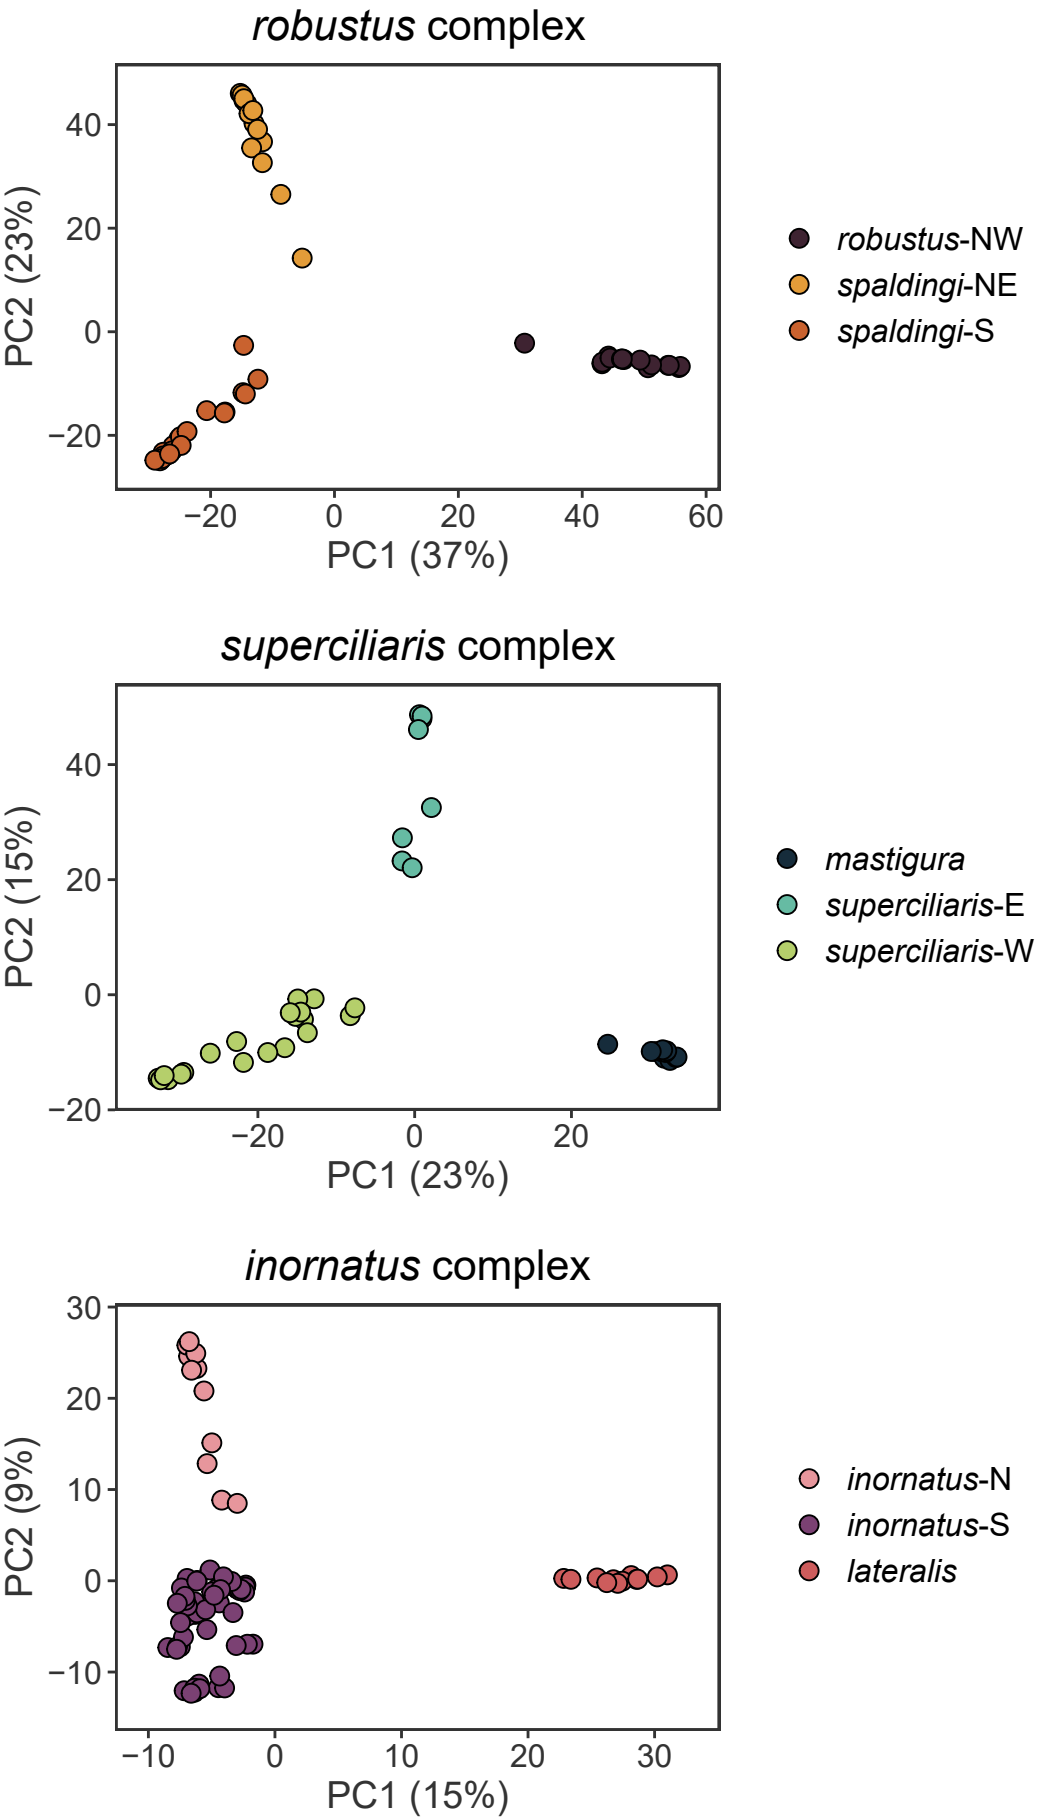 robustus complex
PC2 (23%)
40
20
0
−20
−20 0 20 40 60
PC1 (37%)
robustus-NW
spaldingi-NE
spaldingi-S
superciliaris complex
PC2 (15%)
40
20
0
−20
−20 0 20
PC1 (23%)
mastigura
superciliaris-E
superciliaris-W
inornatus complex
PC2 (9%)
30
20
10
0
−10
−10 0 10 20 30
PC1 (15%)
inornatus-N
inornatus-S
lateralis